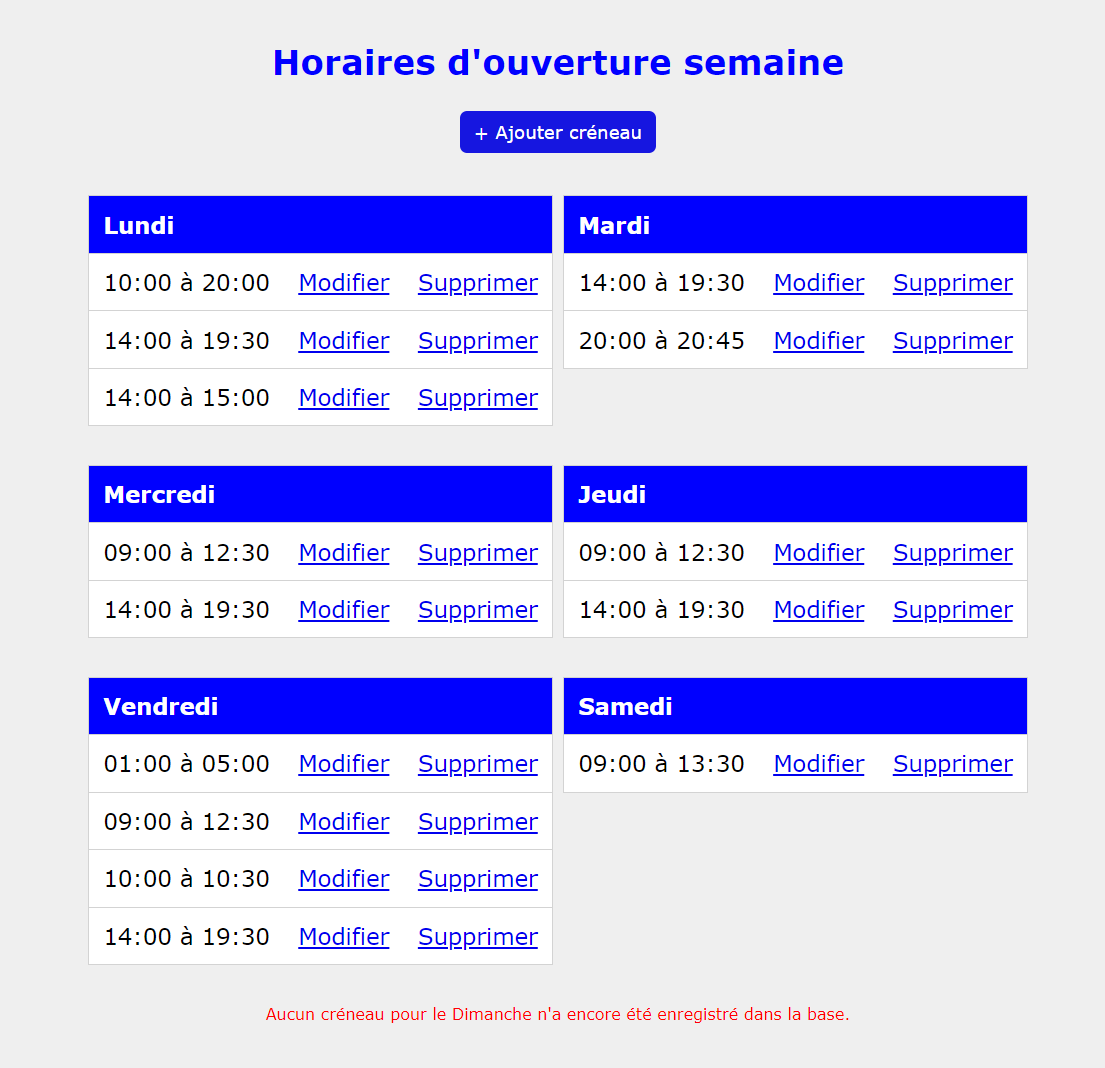 Horaires d'ouverture semaine
+ Ajouter créneau
Lundi
10:00 à 20:00 Modifier Supprimer
14:00 à 19:30 Modifier Supprimer
14:00 à 15:00 Modifier Supprimer
Mardi
14:00 à 19:30 Modifier Supprimer
20:00 à 20:45 Modifier Supprimer
Mercredi
09:00 à 12:30 Modifier Supprimer
14:00 à 19:30 Modifier Supprimer
Jeudi
09:00 à 12:30 Modifier Supprimer
14:00 à 19:30 Modifier Supprimer
Vendredi
01:00 à 05:00 Modifier Supprimer
09:00 à 12:30 Modifier Supprimer
10:00 à 10:30 Modifier Supprimer
14:00 à 19:30 Modifier Supprimer
Samedi
09:00 à 13:30 Modifier Supprimer
Aucun créneau pour le Dimanche n'a encore été enregistré dans la base.